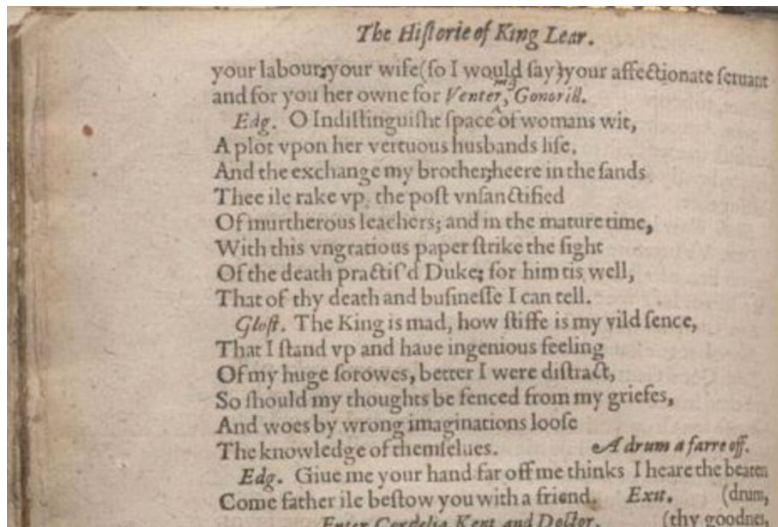 The Hiſtorie of King Lear.
your labour, your wife (ſo I would ſay) your affectionate ſeruant
and for you her owne for Venter, Gonorill.
Edg. O Indiſtinguiſht ſpace of womans wit,
A plot vpon her vertuous husbands life.
And the exchange my brother, heere in the ſands
Thee ile rake vp, the poſt vnſanctified
Of murtherous leachers; and in the mature time,
With this vngratious paper ſtrike the ſight
Of the death practiſ'd Duke; for him tis well,
That of thy death and buſineſſe I can tell.
Gloſt. The King is mad, how ſtiffe is my vild ſence,
That I ſtand vp and haue ingenious feeling
Of my huge ſorowes, better I were diſtract,
So ſhould my thoughts be fenced from my griefes,
And woes by wrong imaginations looſe
The knowledge of themſelues. A drum a farre off.
Edg. Giue me your hand far off me thinks I heare the beaten
Come father ile beſtow you with a friend. Exit. (drum,
Enter Cordelia, Kent and Doctor. (thy goodnes,